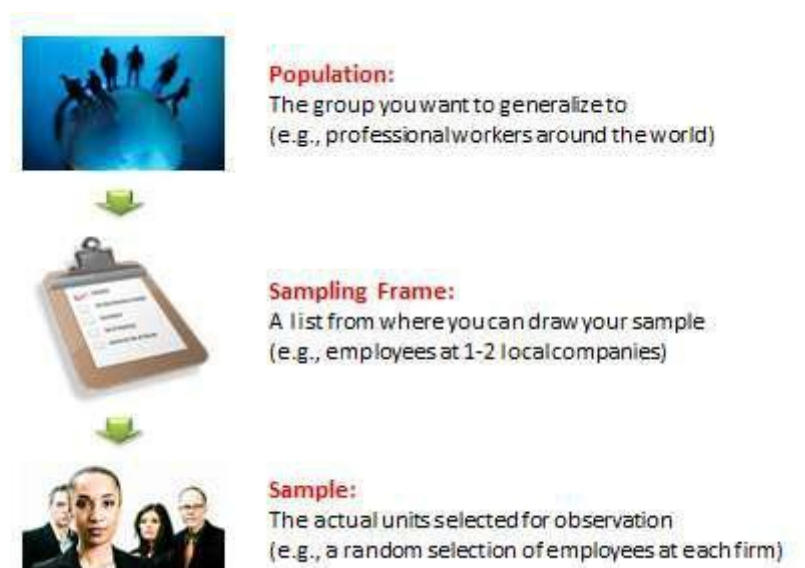 Population:
The group you want to generalize to
(e.g., professional workers around the world)
Sampling Frame:
A list from where you can draw your sample
(e.g., employees at 1-2 local companies)
Sample:
The actual units selected for observation
(e.g., a random selection of employees at each firm)